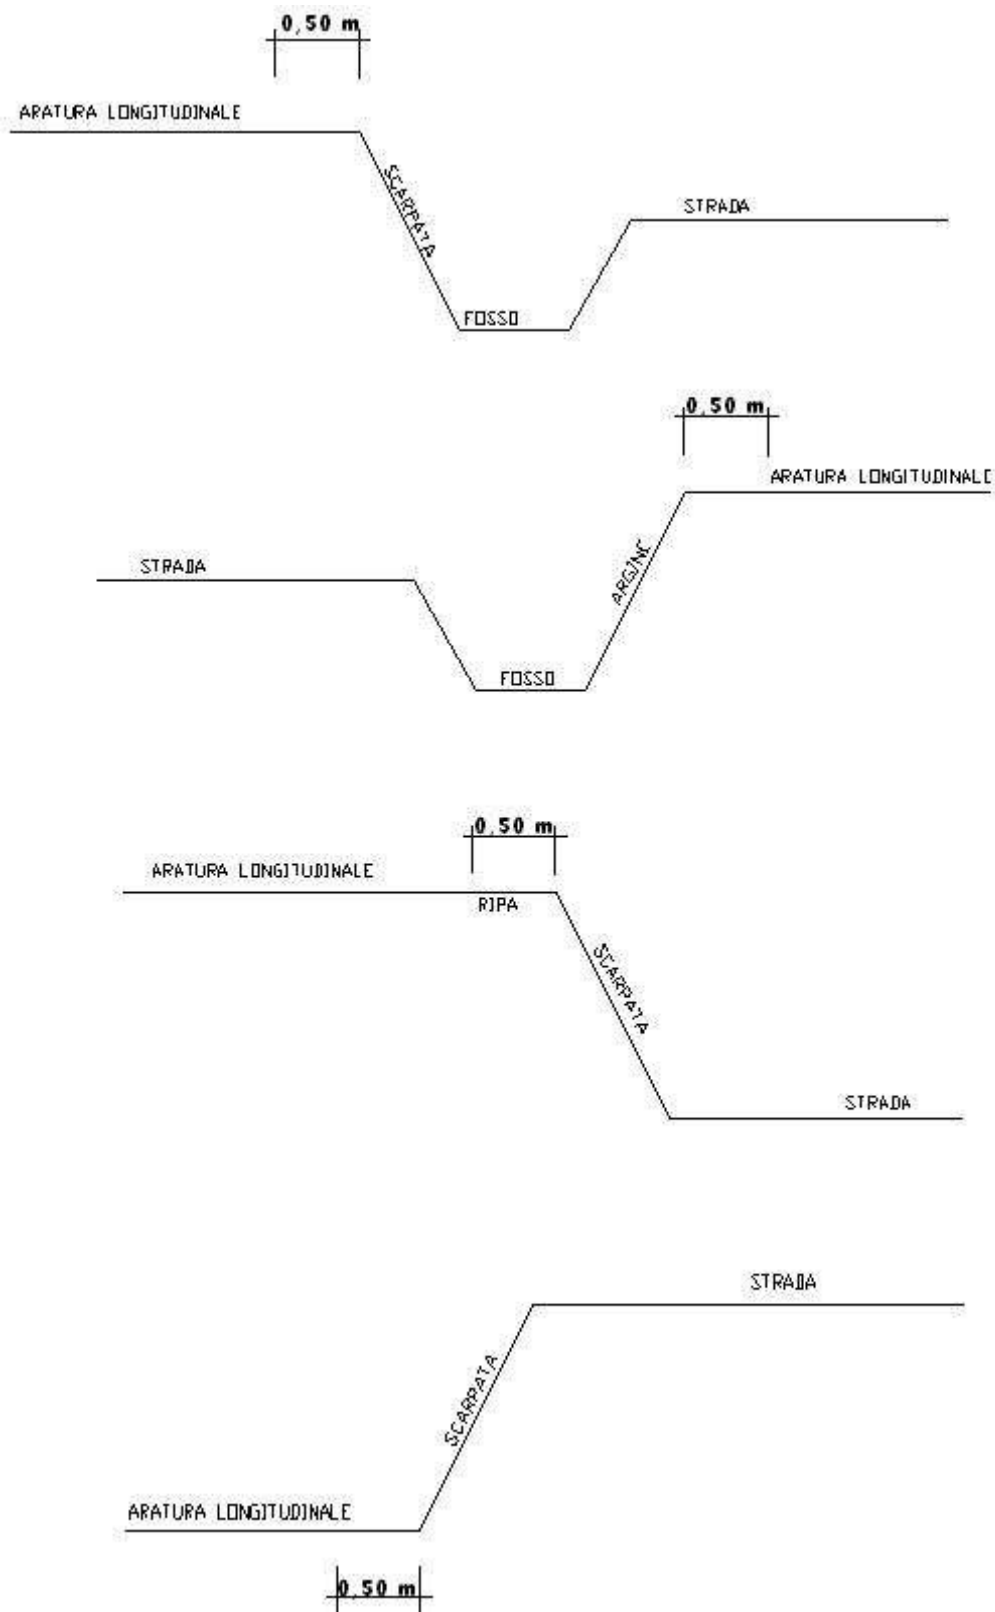 0,50 m
ARATURA LONGITUDINALE
SCARPATA
STRADA
FOSSO
0,50 m
ARATURA LONGITUDINALE
STRADA
ARGINE
FOSSO
0,50 m
ARATURA LONGITUDINALE
RIPA
SCARPATA
STRADA
STRADA
SCARPATA
ARATURA LONGITUDINALE
0,50 m